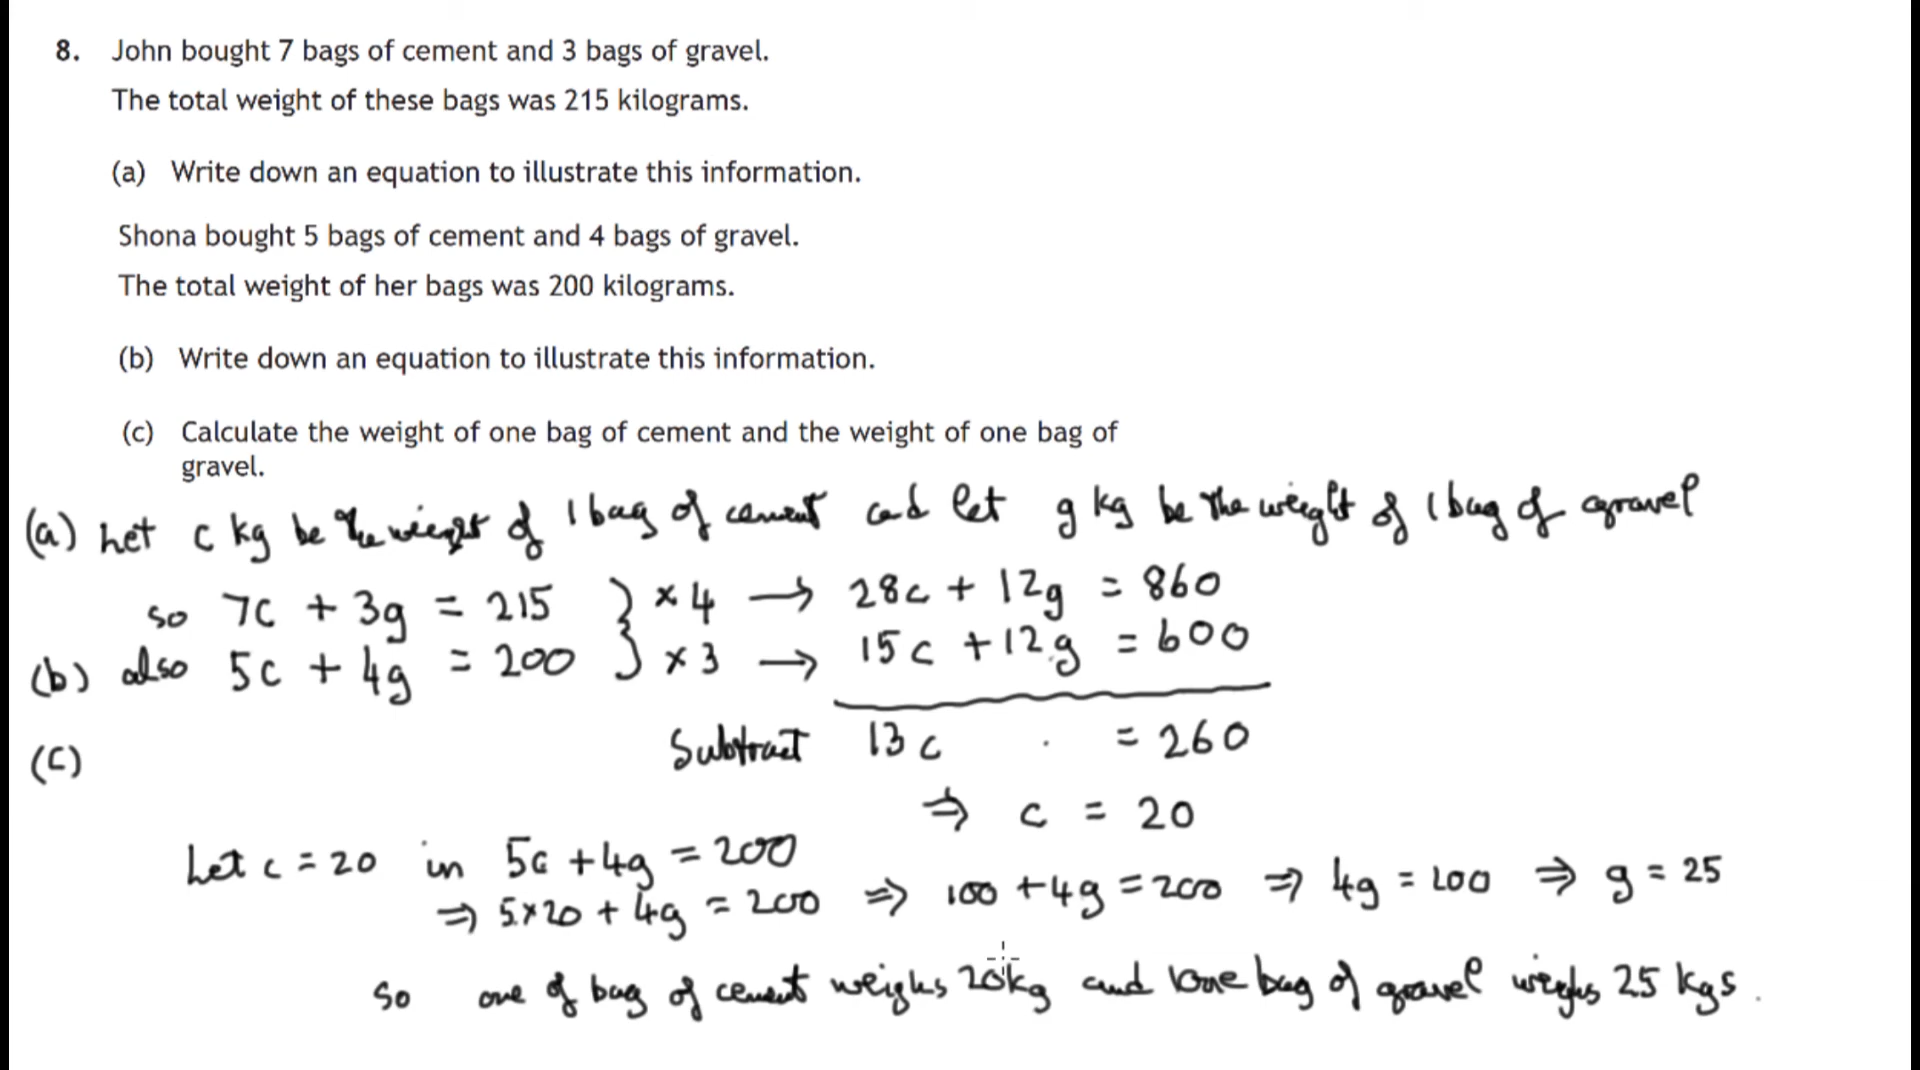 8. John bought 7 bags of cement and 3 bags of gravel.
The total weight of these bags was 215 kilograms.
(a) Write down an equation to illustrate this information.
Shona bought 5 bags of cement and 4 bags of gravel.
The total weight of her bags was 200 kilograms.
(b) Write down an equation to illustrate this information.
(c) Calculate the weight of one bag of cement and the weight of one bag of
gravel.
(a) Let c kg be the weight of 1 bag of cement and let g kg be the weight of 1 bag of gravel
so 7c + 3g = 215 } × 4 → 28c + 12g = 860
(b) also 5c + 4g = 200 } × 3 → 15c + 12g = 600
(c) Subtract 13c = 260
⇒ c = 20
Let c = 20 in 5c + 4g = 200
⇒ 5×20 + 4g = 200 ⇒ 100 + 4g = 200 ⇒ 4g = 100 ⇒ g = 25
so one of bag of cement weighs 20kg and one bag of gravel weighs 25 kgs.